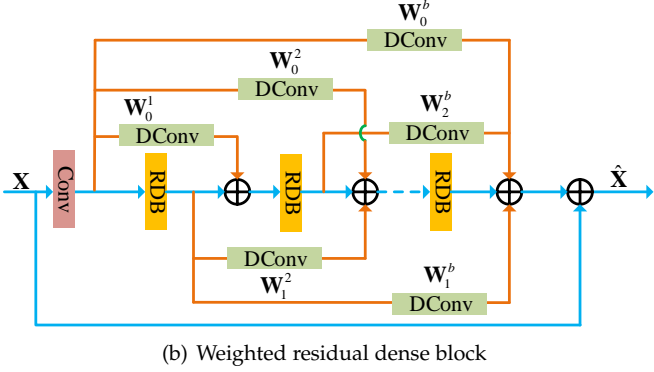 W_0^b
DConv
W_0^2
DConv
W_0^1
DConv
W_2^b
DConv
X
Conv
RDB
RDB
RDB
X̂
DConv
W_1^2
W_1^b
DConv
(b) Weighted residual dense block